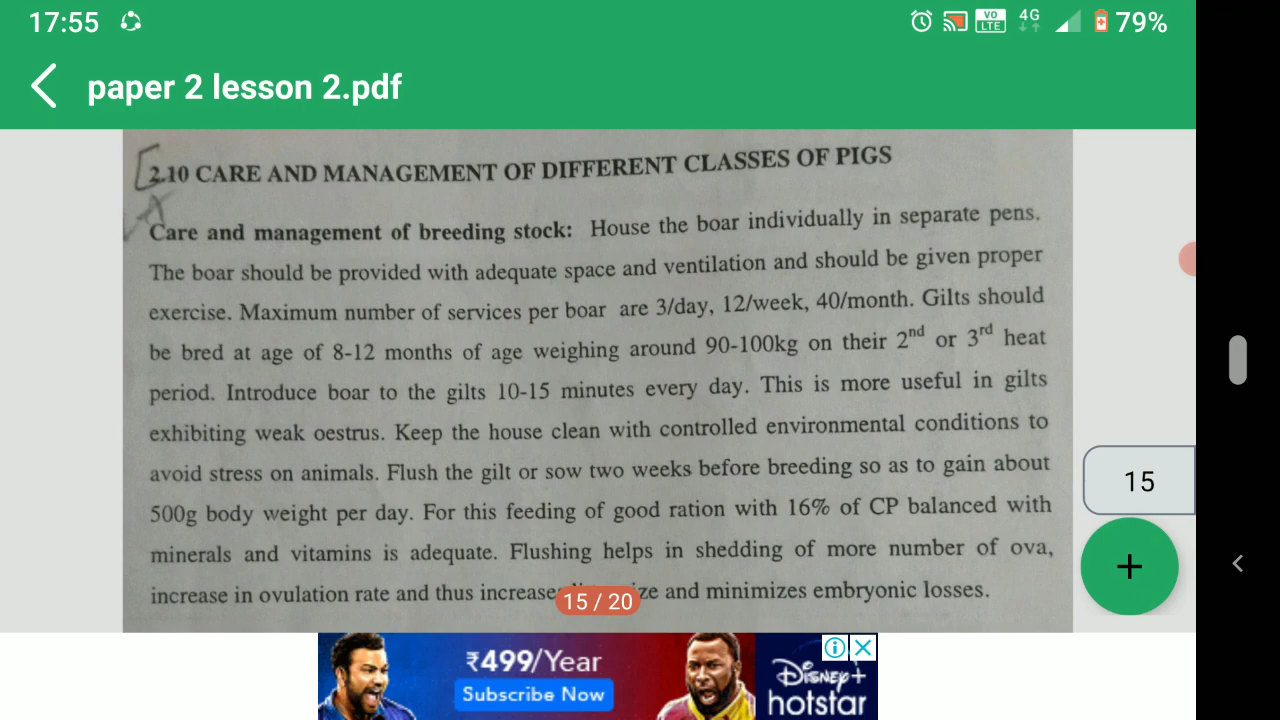 17:55
VO LTE 4G 79%
paper 2 lesson 2.pdf
2.10 CARE AND MANAGEMENT OF DIFFERENT CLASSES OF PIGS
Care and management of breeding stock: House the boar individually in separate pens.
The boar should be provided with adequate space and ventilation and should be given proper
exercise. Maximum number of services per boar are 3/day, 12/week, 40/month. Gilts should
be bred at age of 8-12 months of age weighing around 90-100kg on their 2nd or 3rd heat
period. Introduce boar to the gilts 10-15 minutes every day. This is more useful in gilts
exhibiting weak oestrus. Keep the house clean with controlled environmental conditions to
avoid stress on animals. Flush the gilt or sow two weeks before breeding so as to gain about
500g body weight per day. For this feeding of good ration with 16% of CP balanced with
minerals and vitamins is adequate. Flushing helps in shedding of more number of ova,
increase in ovulation rate and thus increase and minimizes embryonic losses.
15
15 / 20
₹499/Year
Subscribe Now
Disney+
hotstar